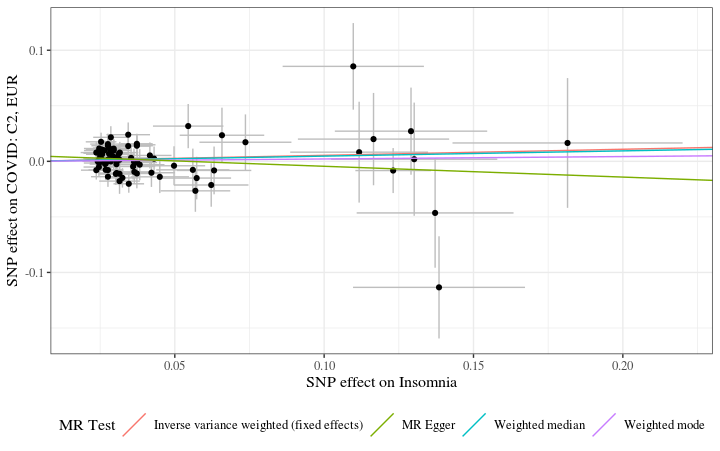 SNP effect on COVID: C2, EUR
0.1
0.0
-0.1
0.05
0.10
0.15
0.20
SNP effect on Insomnia
MR Test
Inverse variance weighted (fixed effects)
MR Egger
Weighted median
Weighted mode